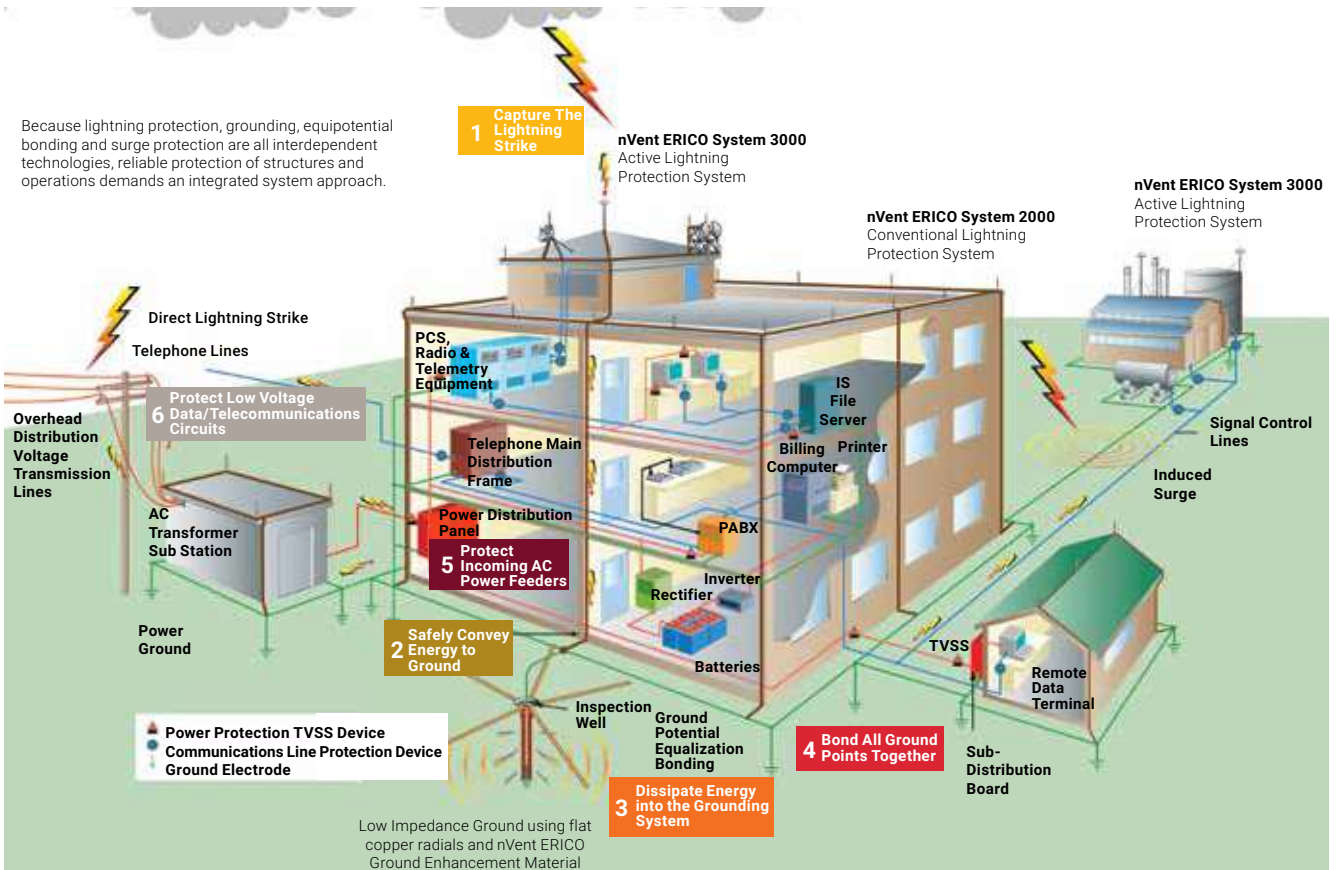 Because lightning protection, grounding, equipotential
bonding and surge protection are all interdependent
technologies, reliable protection of structures and
operations demands an integrated system approach.
1
Capture The
Lightning
Strike
nVent ERICO System 3000
Active Lightning
Protection System
nVent ERICO System 2000
Conventional Lightning
Protection System
nVent ERICO System 3000
Active Lightning
Protection System
Direct Lightning Strike
Telephone Lines
6
Protect Low Voltage
Data/Telecommunications
Circuits
Overhead
Distribution
Voltage
Transmission
Lines
AC
Transformer
Sub Station
Power
Ground
PCS,
Radio &
Telemetry
Equipment
Telephone Main
Distribution
Frame
Power Distribution
Panel
5
Protect
Incoming AC
Power Feeders
IS
File
Server
Billing
Computer
Printer
PABX
Inverter
Rectifier
Batteries
Signal Control
Lines
Induced
Surge
2
Safely Convey
Energy to
Ground
TVSS
Remote
Data
Terminal
Inspection
Well
Ground
Potential
Equalization
Bonding
4
Bond All Ground
Points Together
Sub-
Distribution
Board
Power Protection TVSS Device
Communications Line Protection Device
Ground Electrode
3
Dissipate Energy
into the Grounding
System
Low Impedance Ground using flat
copper radials and nVent ERICO
Ground Enhancement Material